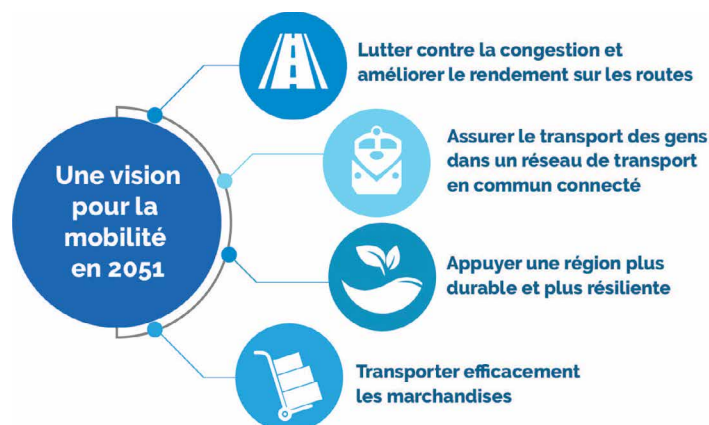 Une vision
pour la
mobilité
en 2051
Lutter contre la congestion et
améliorer le rendement sur les routes
Assurer le transport des gens
dans un réseau de transport
en commun connecté
Appuyer une région plus
durable et plus résiliente
Transporter efficacement
les marchandises